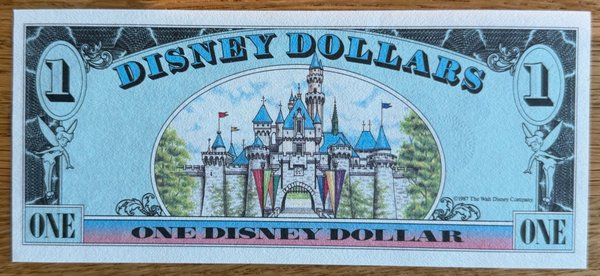 DISNEY DOLLARS
1 1
©1987 The Walt Disney Company
ONE ONE
ONE DISNEY DOLLAR